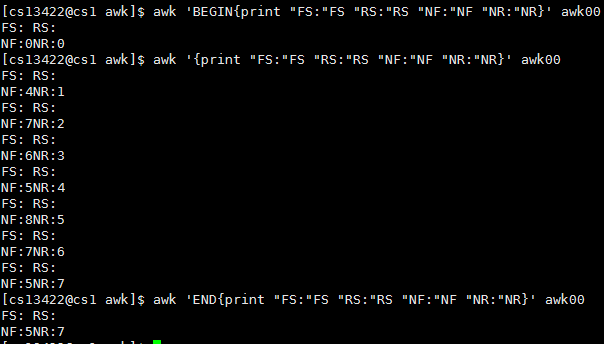 [cs13422@cs1 awk]$ awk 'BEGIN{print "FS:"FS "RS:"RS "NF:"NF "NR:"NR}' awk00
FS: RS:
NF:0NR:0
[cs13422@cs1 awk]$ awk '{print "FS:"FS "RS:"RS "NF:"NF "NR:"NR}' awk00
FS: RS:
NF:4NR:1
FS: RS:
NF:7NR:2
FS: RS:
NF:6NR:3
FS: RS:
NF:5NR:4
FS: RS:
NF:8NR:5
FS: RS:
NF:7NR:6
FS: RS:
NF:5NR:7
[cs13422@cs1 awk]$ awk 'END{print "FS:"FS "RS:"RS "NF:"NF "NR:"NR}' awk00
FS: RS:
NF:5NR:7